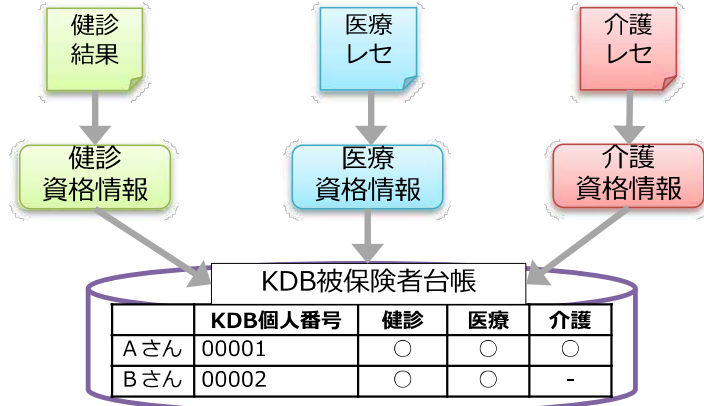 健診
結果
医療
レセ
介護
レセ
健診
資格情報
医療
資格情報
介護
資格情報
KDB被保険者台帳
KDB個人番号 健診 医療 介護
Ａさん 00001 ○ ○ ○
Ｂさん 00002 ○ ○ -